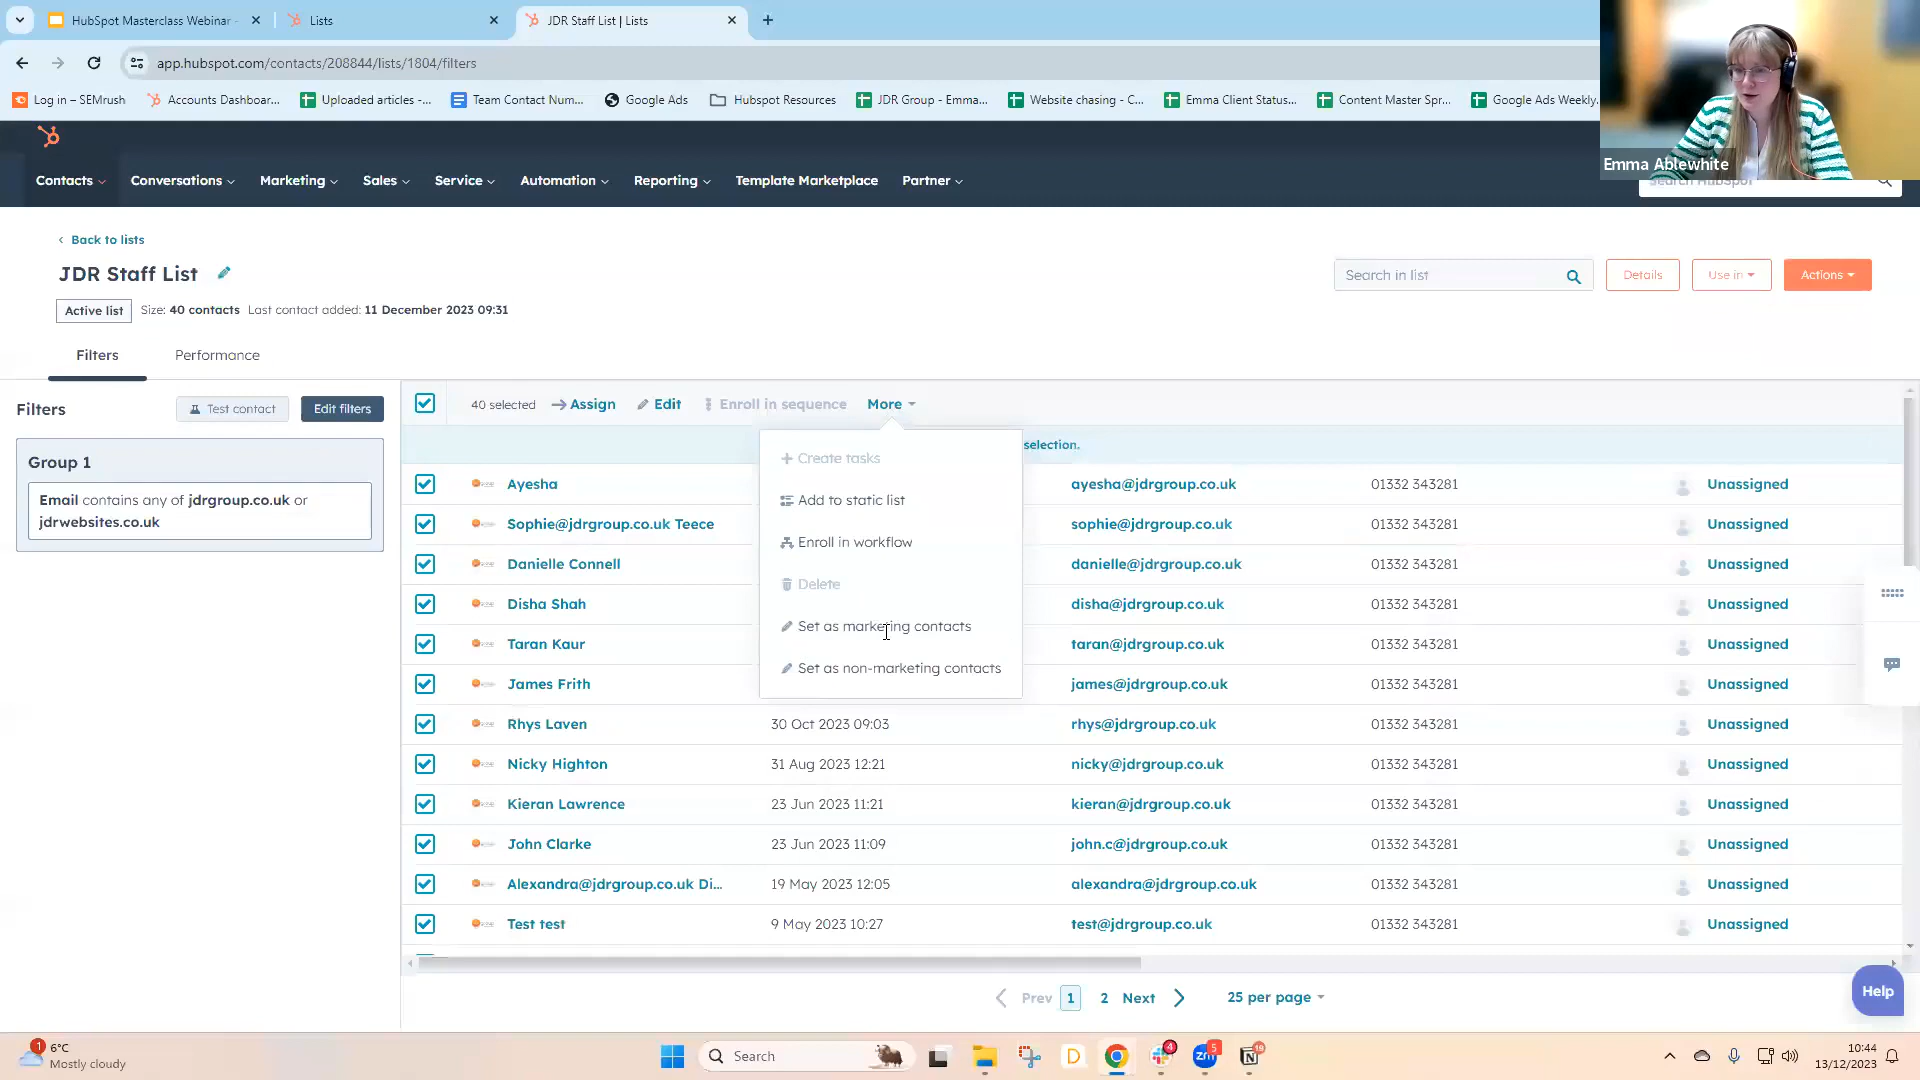 HubSpot Masterclass Webinar -
Lists
JDR Staff List | Lists
app.hubspot.com/contacts/208844/lists/1804/filters
Log in – SEMrush
Accounts Dashboar...
Uploaded articles -...
Team Contact Num...
Google Ads
Hubspot Resources
JDR Group - Emma...
Website chasing - C...
Emma Client Status...
Content Master Spr...
Google Ads Weekly.
Emma Ablewhite
Contacts
Conversations
Marketing
Sales
Service
Automation
Reporting
Template Marketplace
Partner
Search HubSpot
Back to lists
JDR Staff List
Active list
Size: 40 contacts
Last contact added: 11 December 2023 09:31
Search in list
Details
Use in
Actions
Filters
Performance
Filters
Test contact
Edit filters
Group 1
Email contains any of jdrgroup.co.uk or
jdrwebsites.co.uk
40 selected
Assign
Edit
Enroll in sequence
More
selection.
Create tasks
Add to static list
Enroll in workflow
Delete
Set as marketing contacts
Set as non-marketing contacts
Ayesha ayesha@jdrgroup.co.uk 01332 343281 Unassigned
Sophie@jdrgroup.co.uk Teece sophie@jdrgroup.co.uk 01332 343281 Unassigned
Danielle Connell danielle@jdrgroup.co.uk 01332 343281 Unassigned
Disha Shah disha@jdrgroup.co.uk 01332 343281 Unassigned
Taran Kaur taran@jdrgroup.co.uk 01332 343281 Unassigned
James Frith james@jdrgroup.co.uk 01332 343281 Unassigned
Rhys Laven 30 Oct 2023 09:03 rhys@jdrgroup.co.uk 01332 343281 Unassigned
Nicky Highton 31 Aug 2023 12:21 nicky@jdrgroup.co.uk 01332 343281 Unassigned
Kieran Lawrence 23 Jun 2023 11:21 kieran@jdrgroup.co.uk 01332 343281 Unassigned
John Clarke 23 Jun 2023 11:09 john.c@jdrgroup.co.uk 01332 343281 Unassigned
Alexandra@jdrgroup.co.uk Di... 19 May 2023 12:05 alexandra@jdrgroup.co.uk 01332 343281 Unassigned
Test test 9 May 2023 10:27 test@jdrgroup.co.uk 01332 343281 Unassigned
Prev 1 2 Next
25 per page
Help
1
6°C
Mostly cloudy
Search
D
4
zm
5
19
10:44
13/12/2023